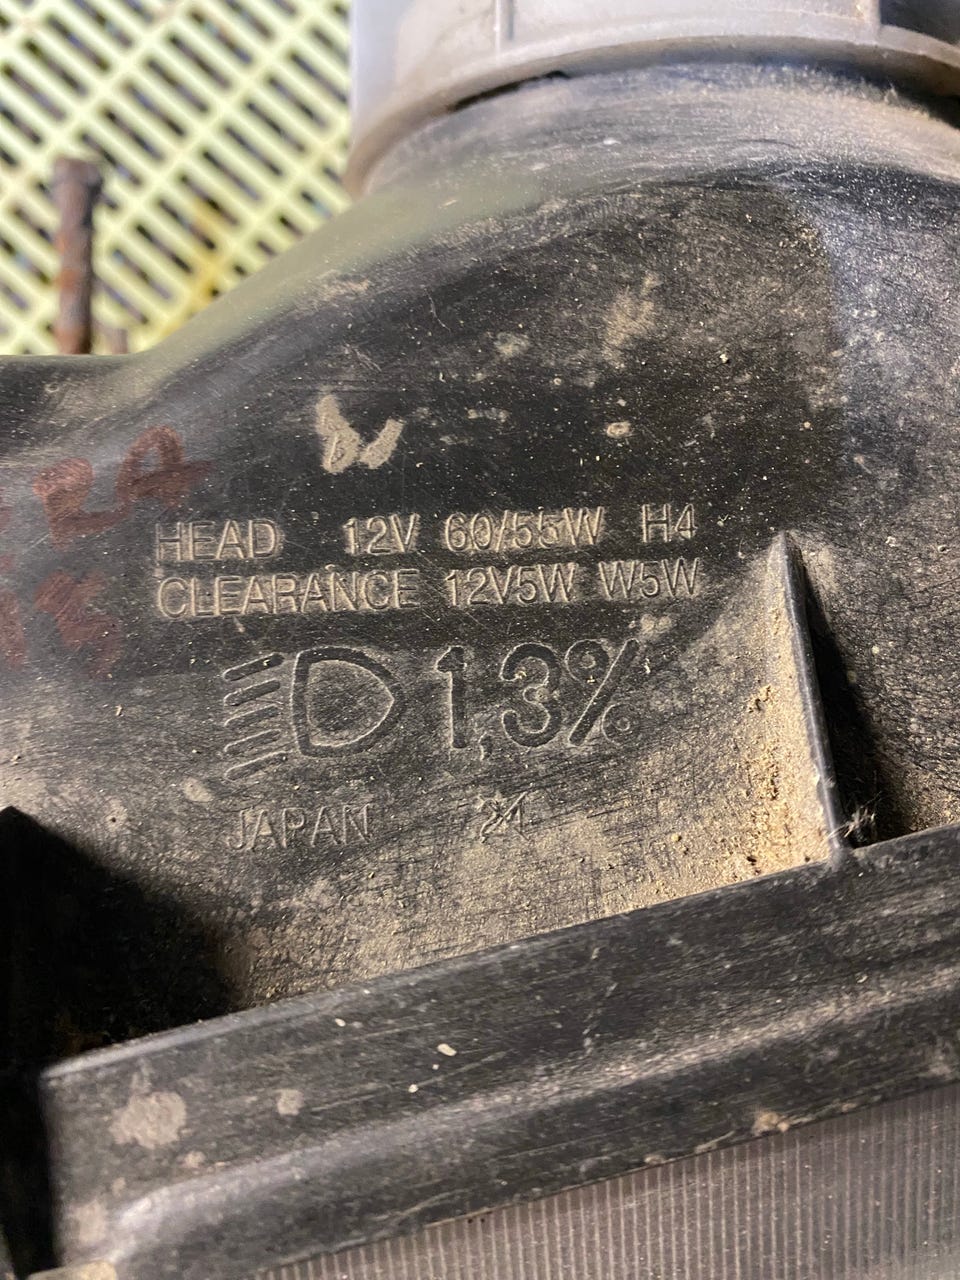 HEAD 12V 60/55W H4
CLEARANCE 12V5W W5W
1,3%
JAPAN